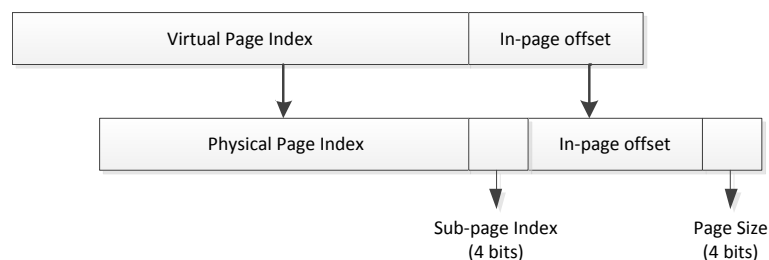 Virtual Page Index
In-page offset
Physical Page Index
In-page offset
Sub-page Index
(4 bits)
Page Size
(4 bits)